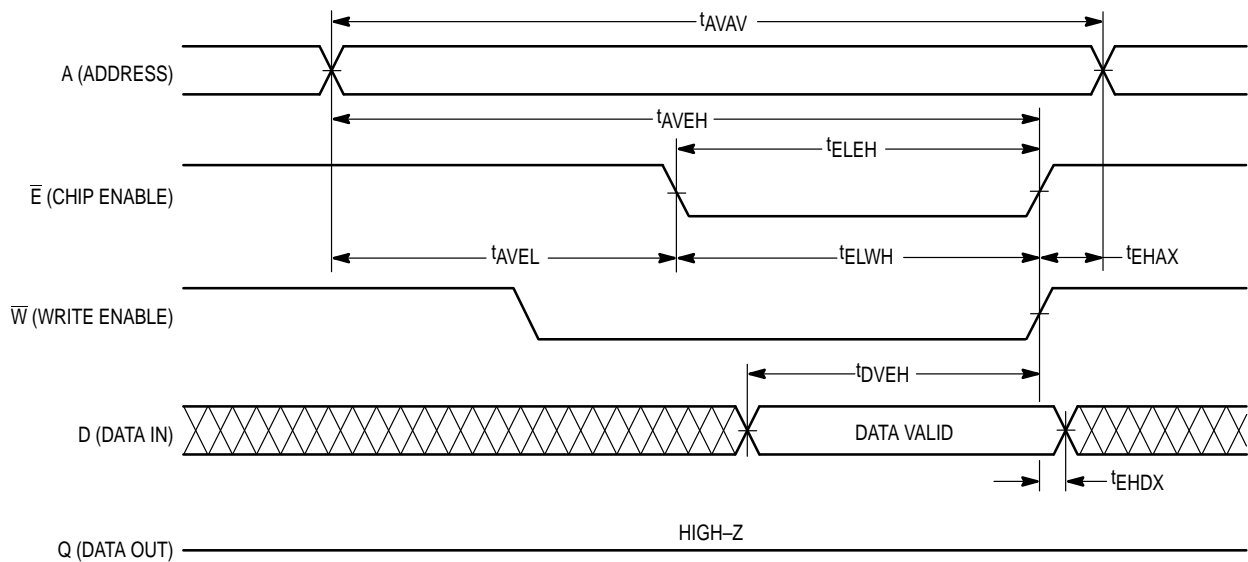 tAVAV
A (ADDRESS)
tAVEH
tELEH
E̅ (CHIP ENABLE)
tAVEL
tELWH
tEHAX
W̅ (WRITE ENABLE)
tDVEH
D (DATA IN)
DATA VALID
tEHDX
HIGH–Z
Q (DATA OUT)